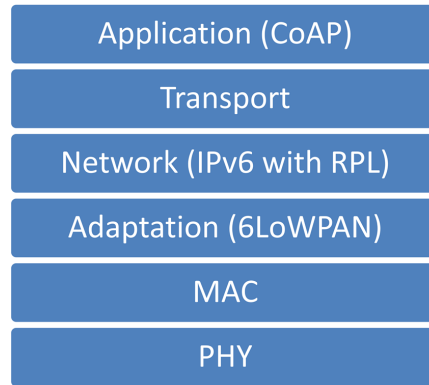 Application (CoAP)
Transport
Network (IPv6 with RPL)
Adaptation (6LoWPAN)
MAC
PHY